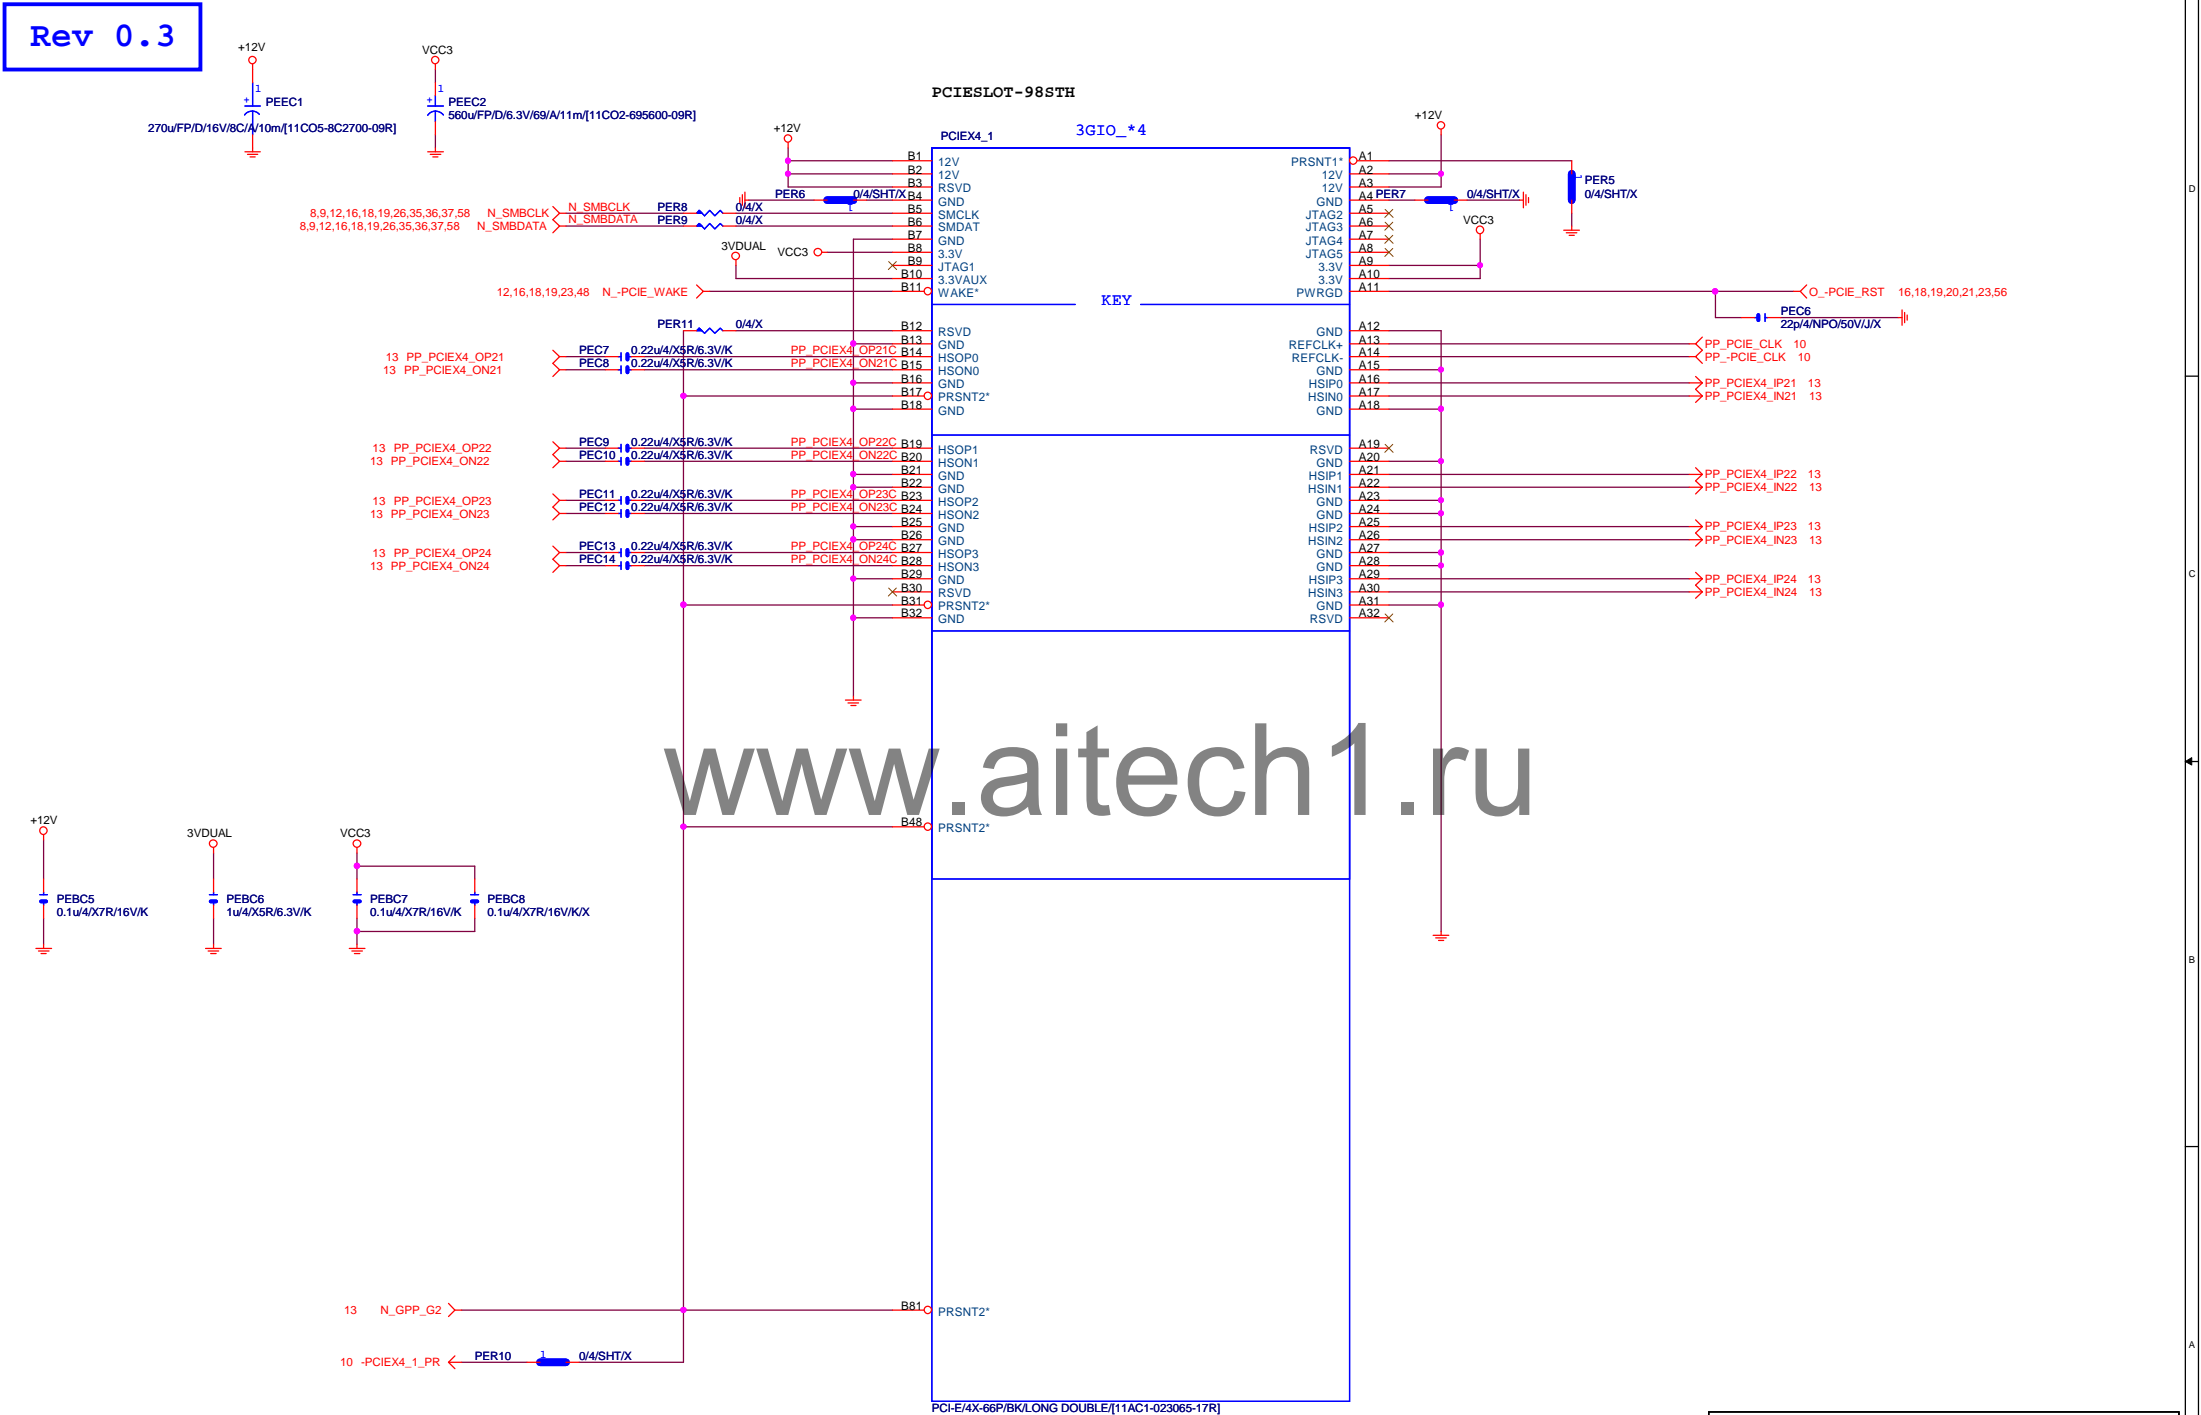 Rev 0.3
+12V
1
+
PEEC1
270u/FP/D/16V/8C/A/10m/[11CO5-8C2700-09R]
VCC3
1
+
PEEC2
560u/FP/D/6.3V/69/A/11m/[11CO2-695600-09R]
PCIESLOT-98STH
PCIEX4_1
3GIO_*4
+12V
+12V
B1 12V PRSNT1* A1
B2 12V 12V A2
B3 RSVD 12V A3
PER6 0/4/SHT/X 1 B4 GND GND A4 PER7 1 0/4/SHT/X
1 PER5
0/4/SHT/X
8,9,12,16,18,19,26,35,36,37,58 N_SMBCLK N_SMBCLK PER8 0/4/X B5 SMCLK JTAG2 A5
8,9,12,16,18,19,26,35,36,37,58 N_SMBDATA N_SMBDATA PER9 0/4/X B6 SMDAT JTAG3 A6
VCC3
B7 GND JTAG4 A7
3VDUAL VCC3 B8 3.3V JTAG5 A8
B9 JTAG1 3.3V A9
B10 3.3VAUX 3.3V A10
12,16,18,19,23,48 N_-PCIE_WAKE B11 WAKE* PWRGD A11 O_-PCIE_RST 16,18,19,20,21,23,56
KEY
PEC6
22p/4/NPO/50V/J/X
PER11 0/4/X B12 RSVD GND A12
B13 GND REFCLK+ A13 PP_PCIE_CLK 10
13 PP_PCIEX4_OP21 PEC7 0.22u/4/X5R/6.3V/K PP_PCIEX4_OP21C B14 HSOP0 REFCLK- A14 PP_-PCIE_CLK 10
13 PP_PCIEX4_ON21 PEC8 0.22u/4/X5R/6.3V/K PP_PCIEX4_ON21C B15 HSON0 GND A15
B16 GND HSIP0 A16 PP_PCIEX4_IP21 13
B17 PRSNT2* HSIN0 A17 PP_PCIEX4_IN21 13
B18 GND GND A18
13 PP_PCIEX4_OP22 PEC9 0.22u/4/X5R/6.3V/K PP_PCIEX4_OP22C B19 HSOP1 RSVD A19
13 PP_PCIEX4_ON22 PEC10 0.22u/4/X5R/6.3V/K PP_PCIEX4_ON22C B20 HSON1 GND A20
B21 GND HSIP1 A21 PP_PCIEX4_IP22 13
B22 GND HSIN1 A22 PP_PCIEX4_IN22 13
13 PP_PCIEX4_OP23 PEC11 0.22u/4/X5R/6.3V/K PP_PCIEX4_OP23C B23 HSOP2 GND A23
13 PP_PCIEX4_ON23 PEC12 0.22u/4/X5R/6.3V/K PP_PCIEX4_ON23C B24 HSON2 GND A24
B25 GND HSIP2 A25 PP_PCIEX4_IP23 13
B26 GND HSIN2 A26 PP_PCIEX4_IN23 13
13 PP_PCIEX4_OP24 PEC13 0.22u/4/X5R/6.3V/K PP_PCIEX4_OP24C B27 HSOP3 GND A27
13 PP_PCIEX4_ON24 PEC14 0.22u/4/X5R/6.3V/K PP_PCIEX4_ON24C B28 HSON3 GND A28
B29 GND HSIP3 A29 PP_PCIEX4_IP24 13
B30 RSVD HSIN3 A30 PP_PCIEX4_IN24 13
B31 PRSNT2* GND A31
B32 GND RSVD A32
www.aitech1.ru
B48 PRSNT2*
+12V
PEBC5
0.1u/4/X7R/16V/K
3VDUAL
PEBC6
1u/4/X5R/6.3V/K
VCC3
PEBC7
0.1u/4/X7R/16V/K
PEBC8
0.1u/4/X7R/16V/K/X
13 N_GPP_G2 B81 PRSNT2*
10 -PCIEX4_1_PR PER10 1 0/4/SHT/X
PCI-E/4X-66P/BK/LONG DOUBLE/[11AC1-023065-17R]
D
C
B
A